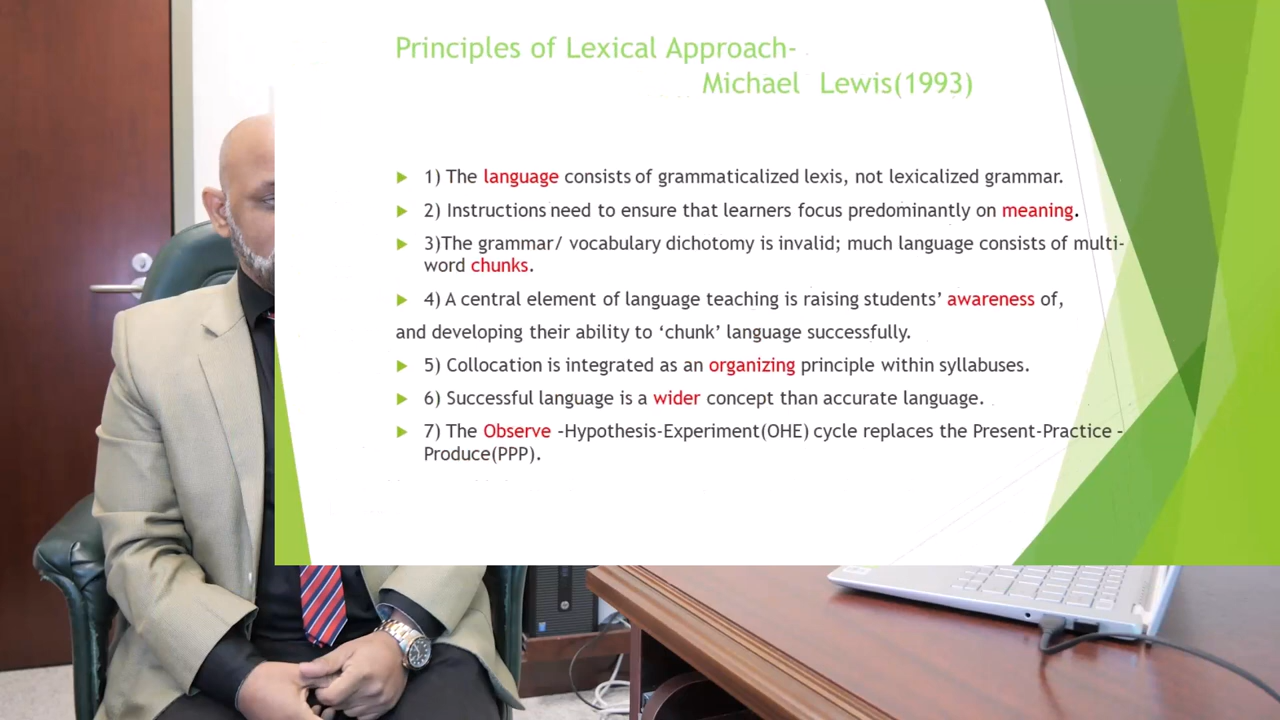 Principles of Lexical Approach-
Michael Lewis(1993)
1) The language consists of grammaticalized lexis, not lexicalized grammar.
2) Instructions need to ensure that learners focus predominantly on meaning.
3)The grammar/ vocabulary dichotomy is invalid; much language consists of multi-
word chunks.
4) A central element of language teaching is raising students’ awareness of,
and developing their ability to ‘chunk’ language successfully.
5) Collocation is integrated as an organizing principle within syllabuses.
6) Successful language is a wider concept than accurate language.
7) The Observe -Hypothesis-Experiment(OHE) cycle replaces the Present-Practice -
Produce(PPP).